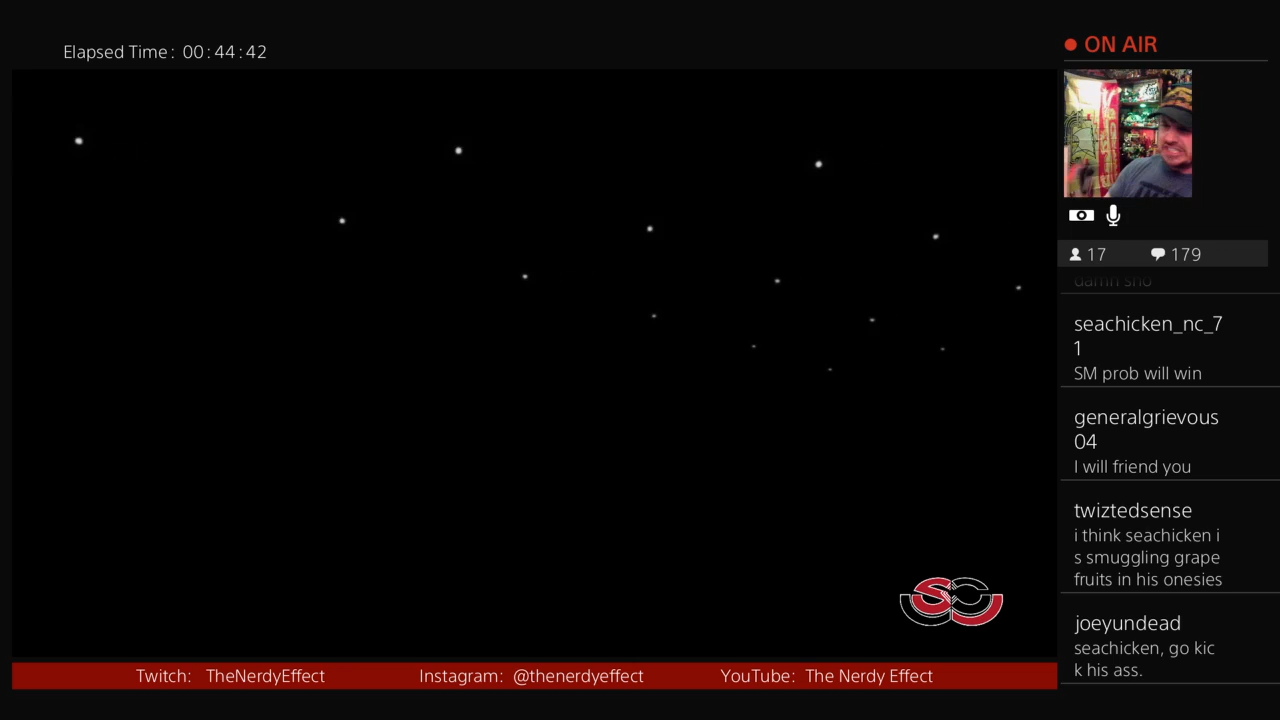 Elapsed Time: 00:44:42
ON AIR
17 179
damn sho
seachicken_nc_7
1
SM prob will win
generalgrievous
04
I will friend you
twiztedsense
i think seachicken i
s smuggling grape
fruits in his onesies
joeyundead
seachicken, go kic
k his ass.
Twitch: TheNerdyEffect Instagram: @thenerdyeffect YouTube: The Nerdy Effect